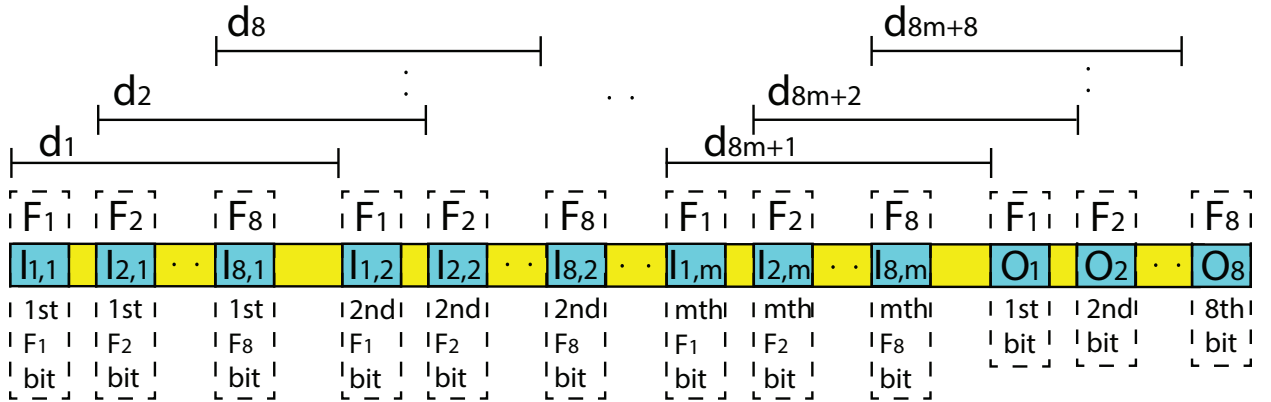 d8 d8m+8
d2 . . d8m+2
d1 d8m+1
F1 F2 F8 F1 F2 F8 F1 F2 F8 F1 F2 F8
I1,1 I2,1 · · I8,1 I1,2 I2,2 · · I8,2 · · I1,m I2,m · · I8,m O1 O2 · · O8
1st 1st 1st 2nd 2nd 2nd mth mth mth 1st 2nd 8th
F1 F2 F8 F1 F2 F8 F1 F2 F8 bit bit bit
bit bit bit bit bit bit bit bit bit